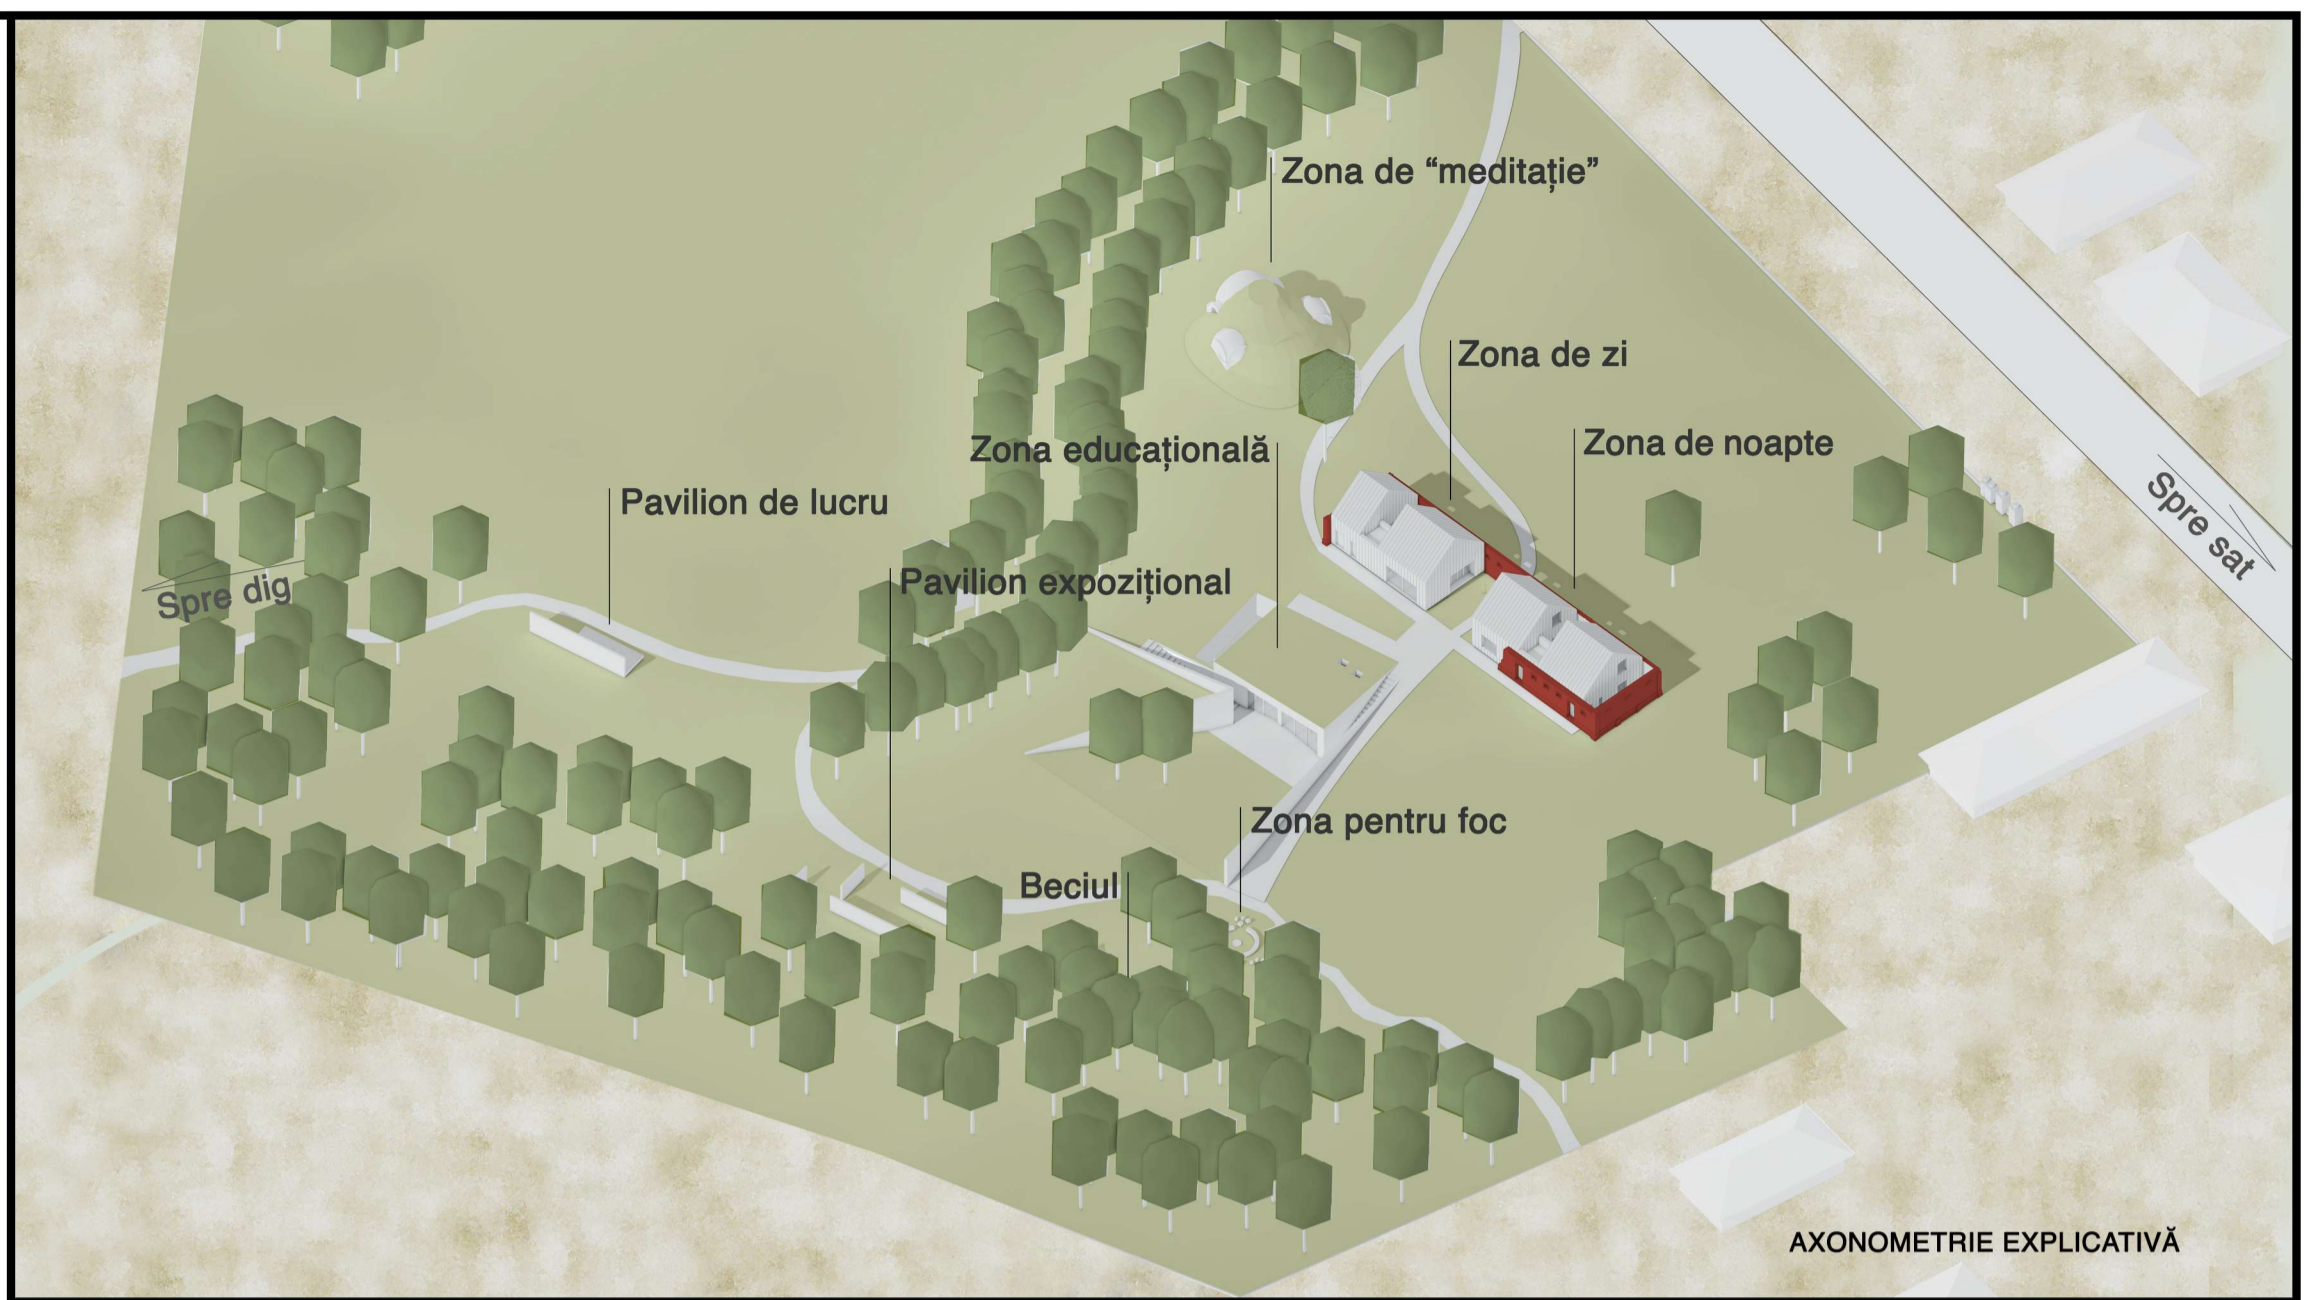 Zona de “meditație”
Zona de zi
Zona de noapte
Zona educațională
Pavilion de lucru
Spre sat
Pavilion expozițional
Spre dig
Zona pentru foc
Beciul
AXONOMETRIE EXPLICATIVĂ